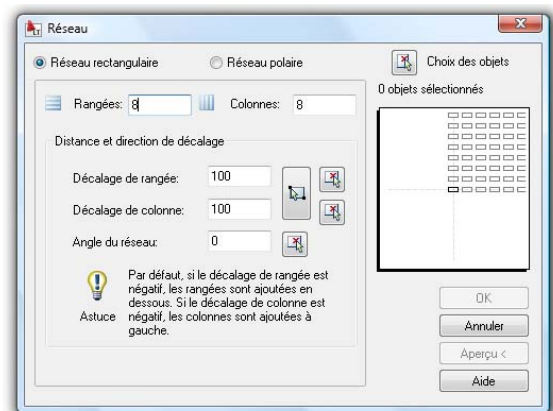 Réseau
Réseau rectangulaire
Réseau polaire
Choix des objets
0 objets sélectionnés
Rangées: 8
Colonnes: 8
Distance et direction de décalage
Décalage de rangée: 100
Décalage de colonne: 100
Angle du réseau: 0
Astuce
Par défaut, si le décalage de rangée est
négatif, les rangées sont ajoutées en
dessous. Si le décalage de colonne est
négatif, les colonnes sont ajoutées à
gauche.
OK
Annuler
Aperçu <
Aide